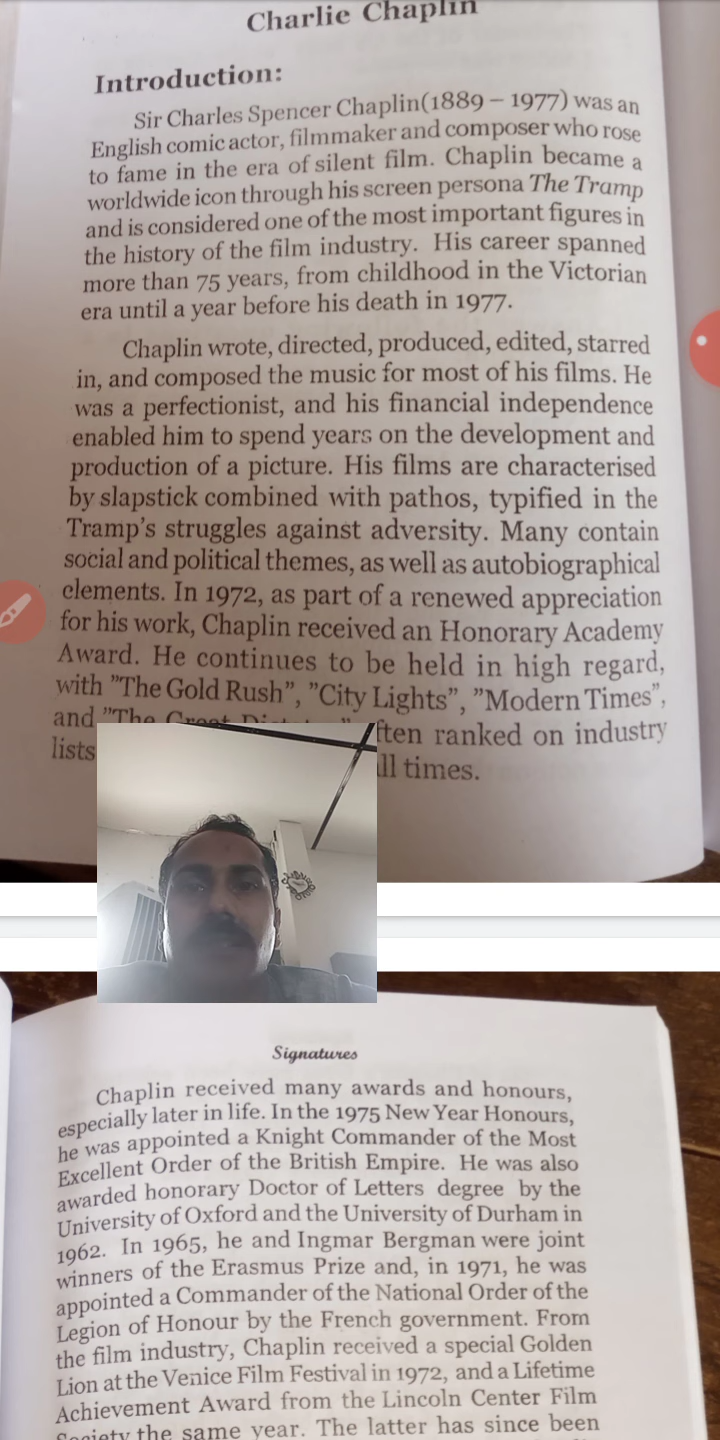 Charlie Chaplin
Introduction:
Sir Charles Spencer Chaplin(1889 – 1977) was an
English comic actor, filmmaker and composer who rose
to fame in the era of silent film. Chaplin became a
worldwide icon through his screen persona The Tramp
and is considered one of the most important figures in
the history of the film industry. His career spanned
more than 75 years, from childhood in the Victorian
era until a year before his death in 1977.
Chaplin wrote, directed, produced, edited, starred
in, and composed the music for most of his films. He
was a perfectionist, and his financial independence
enabled him to spend years on the development and
production of a picture. His films are characterised
by slapstick combined with pathos, typified in the
Tramp's struggles against adversity. Many contain
social and political themes, as well as autobiographical
elements. In 1972, as part of a renewed appreciation
for his work, Chaplin received an Honorary Academy
Award. He continues to be held in high regard,
with ”The Gold Rush”, ”City Lights”, ”Modern Times”,
and ”The Great ranked on industry
lists all times.
Signatures
Chaplin received many awards and honours,
especially later in life. In the 1975 New Year Honours,
he was appointed a Knight Commander of the Most
Excellent Order of the British Empire. He was also
awarded honorary Doctor of Letters degree by the
University of Oxford and the University of Durham in
1962. In 1965, he and Ingmar Bergman were joint
winners of the Erasmus Prize and, in 1971, he was
appointed a Commander of the National Order of the
Legion of Honour by the French government. From
the film industry, Chaplin received a special Golden
Lion at the Venice Film Festival in 1972, and a Lifetime
Achievement Award from the Lincoln Center Film
Society the same year. The latter has since been